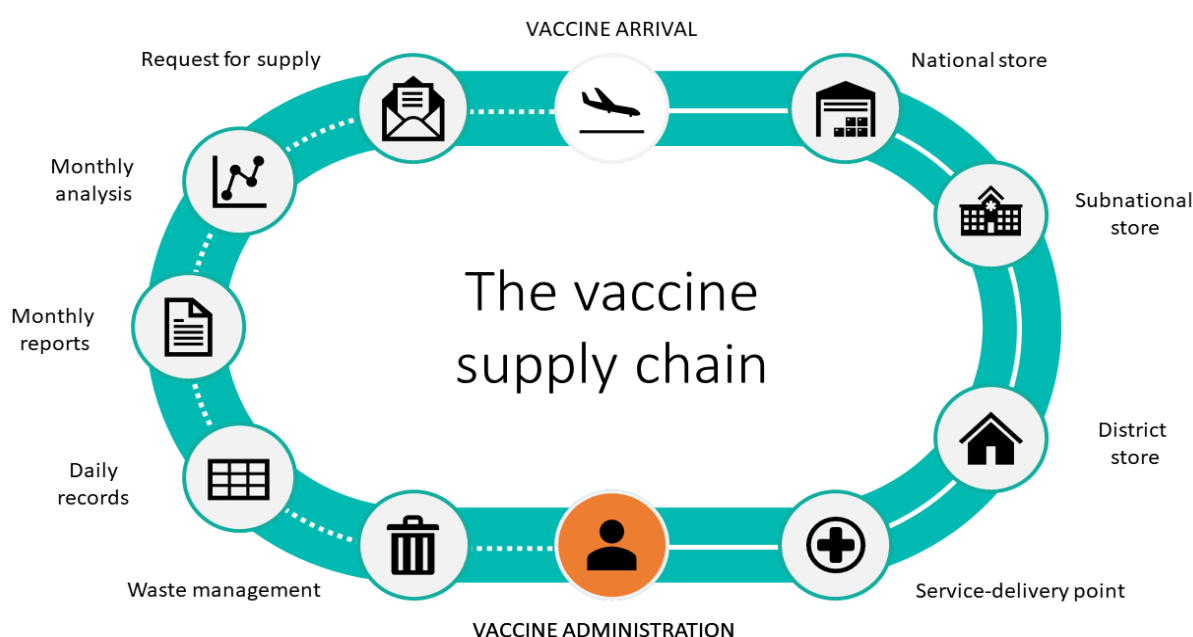 VACCINE ARRIVAL
Request for supply
National store
Monthly
analysis
Subnational
store
The vaccine
supply chain
Monthly
reports
District
store
Daily
records
Waste management
Service-delivery point
VACCINE ADMINISTRATION